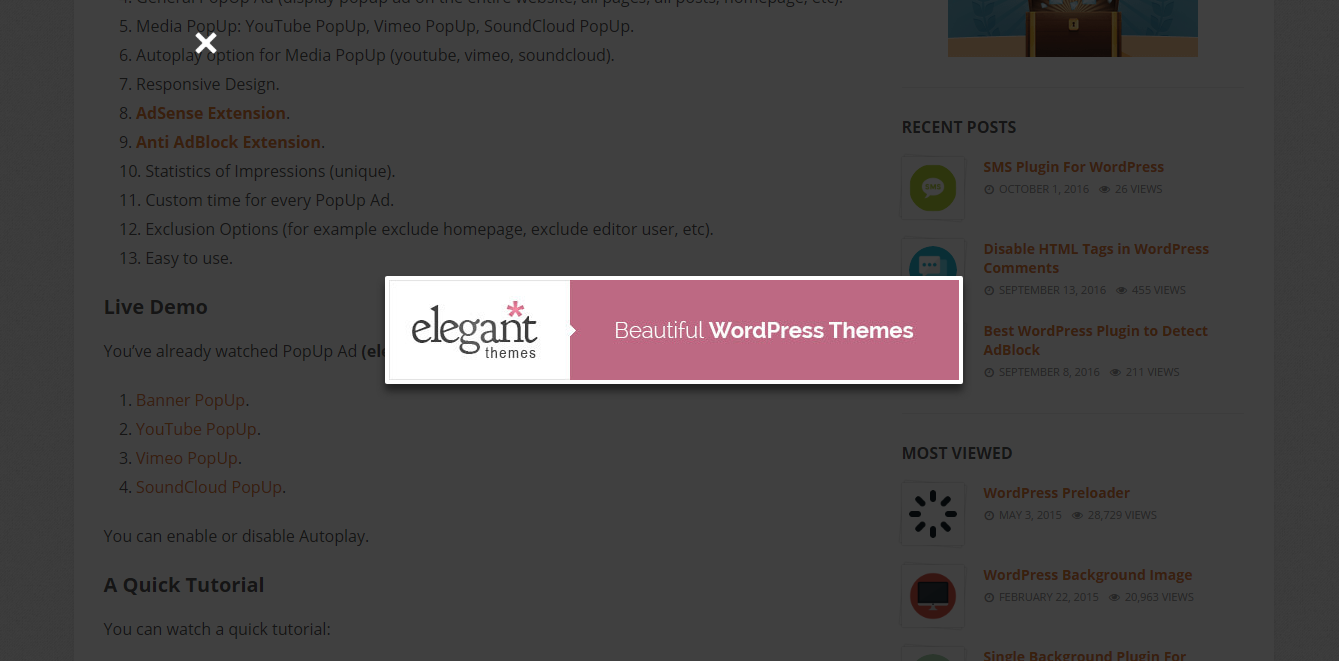 4. General PopUp Ad (display popup ad on the entire website, all pages, all posts, homepage, etc).
5. Media PopUp: YouTube PopUp, Vimeo PopUp, SoundCloud PopUp.
6. Autoplay option for Media PopUp (youtube, vimeo, soundcloud).
7. Responsive Design.
8. AdSense Extension.
9. Anti AdBlock Extension.
10. Statistics of Impressions (unique).
11. Custom time for every PopUp Ad.
12. Exclusion Options (for example exclude homepage, exclude editor user, etc).
13. Easy to use.
Live Demo
You’ve already watched PopUp Ad
1. Banner PopUp.
2. YouTube PopUp.
3. Vimeo PopUp.
4. SoundCloud PopUp.
You can enable or disable Autoplay.
A Quick Tutorial
You can watch a quick tutorial:
elegant
themes
Beautiful WordPress Themes
RECENT POSTS
SMS
SMS Plugin For WordPress
OCTOBER 1, 2016 26 VIEWS
Disable HTML Tags in WordPress
Comments
SEPTEMBER 13, 2016 455 VIEWS
Best WordPress Plugin to Detect
AdBlock
SEPTEMBER 8, 2016 211 VIEWS
MOST VIEWED
WordPress Preloader
MAY 3, 2015 28,729 VIEWS
WordPress Background Image
FEBRUARY 22, 2015 20,963 VIEWS
Single Background Plugin For